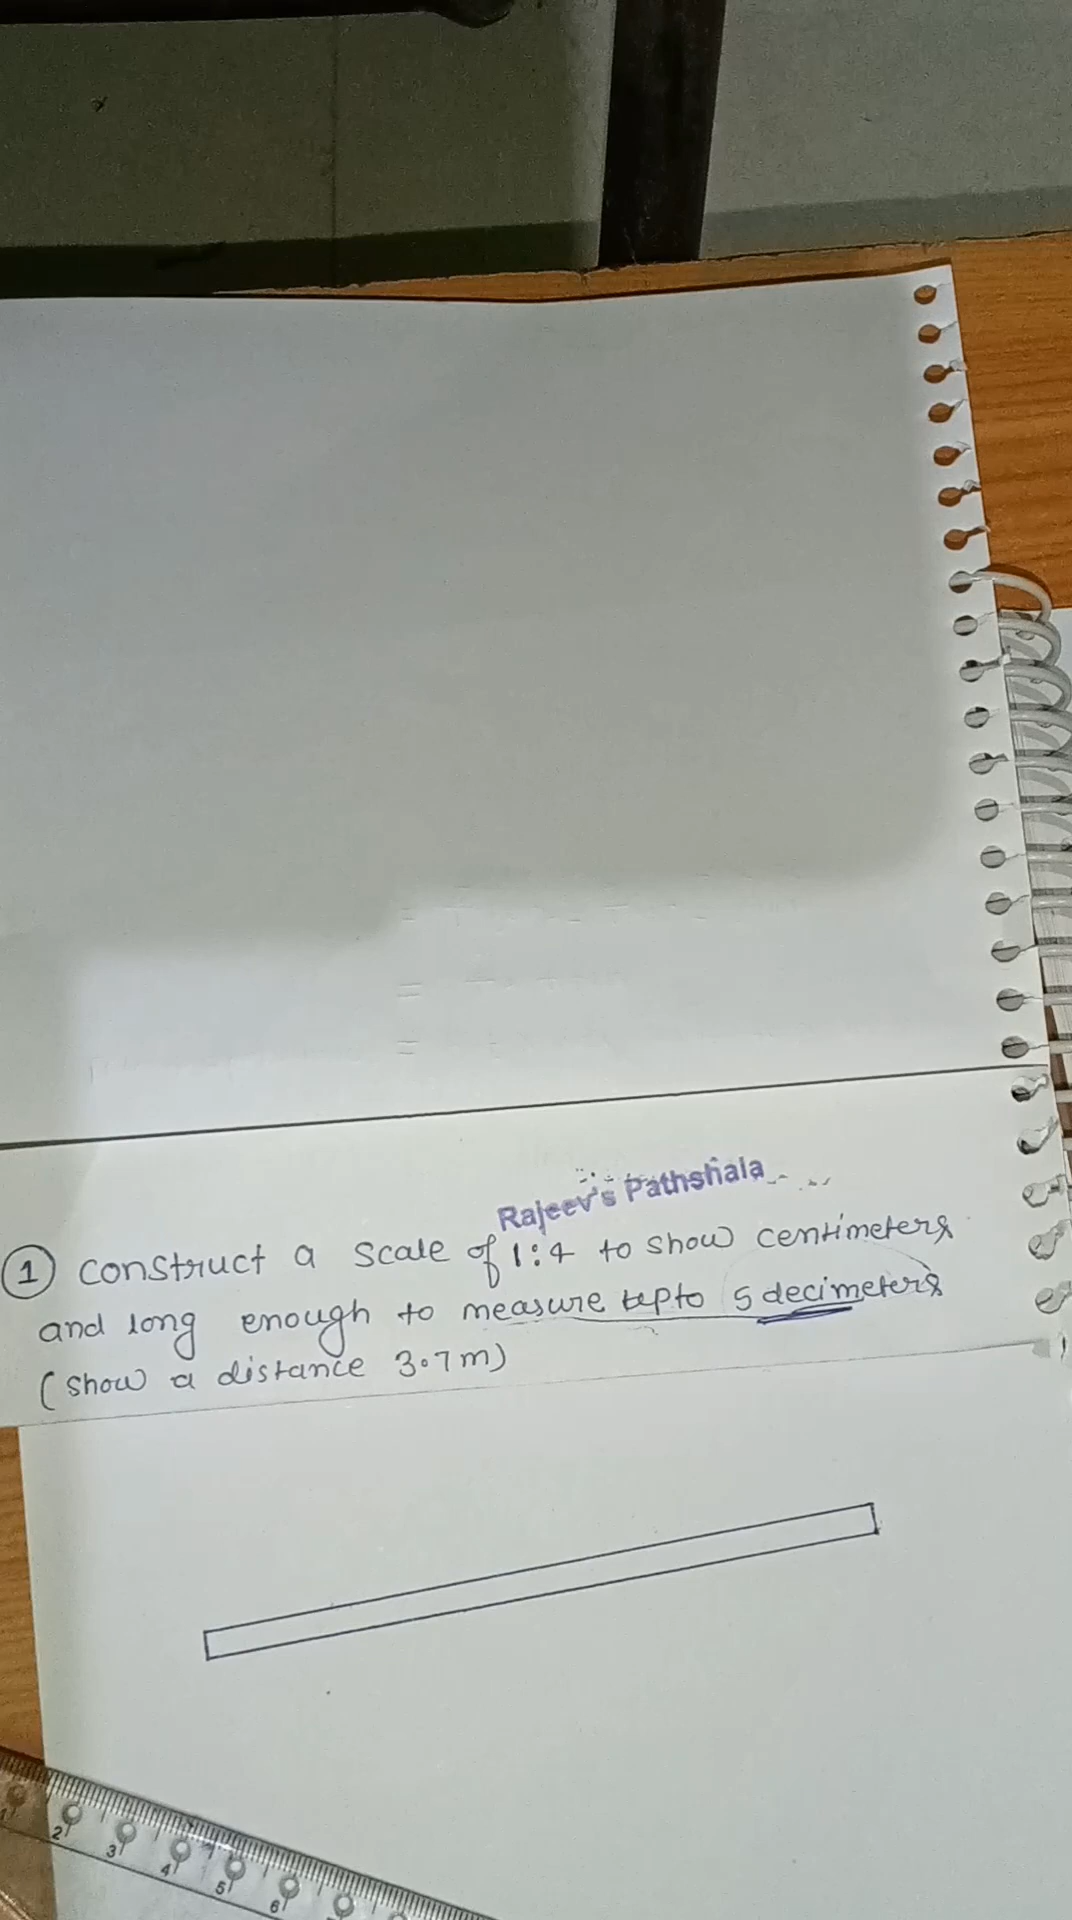 Rajeev's Pathshala
1 construct a scale of 1:4 to show centimeters
and long enough to measure upto 5 decimeters
(show a distance 3.7m)
2
3
4
5
6